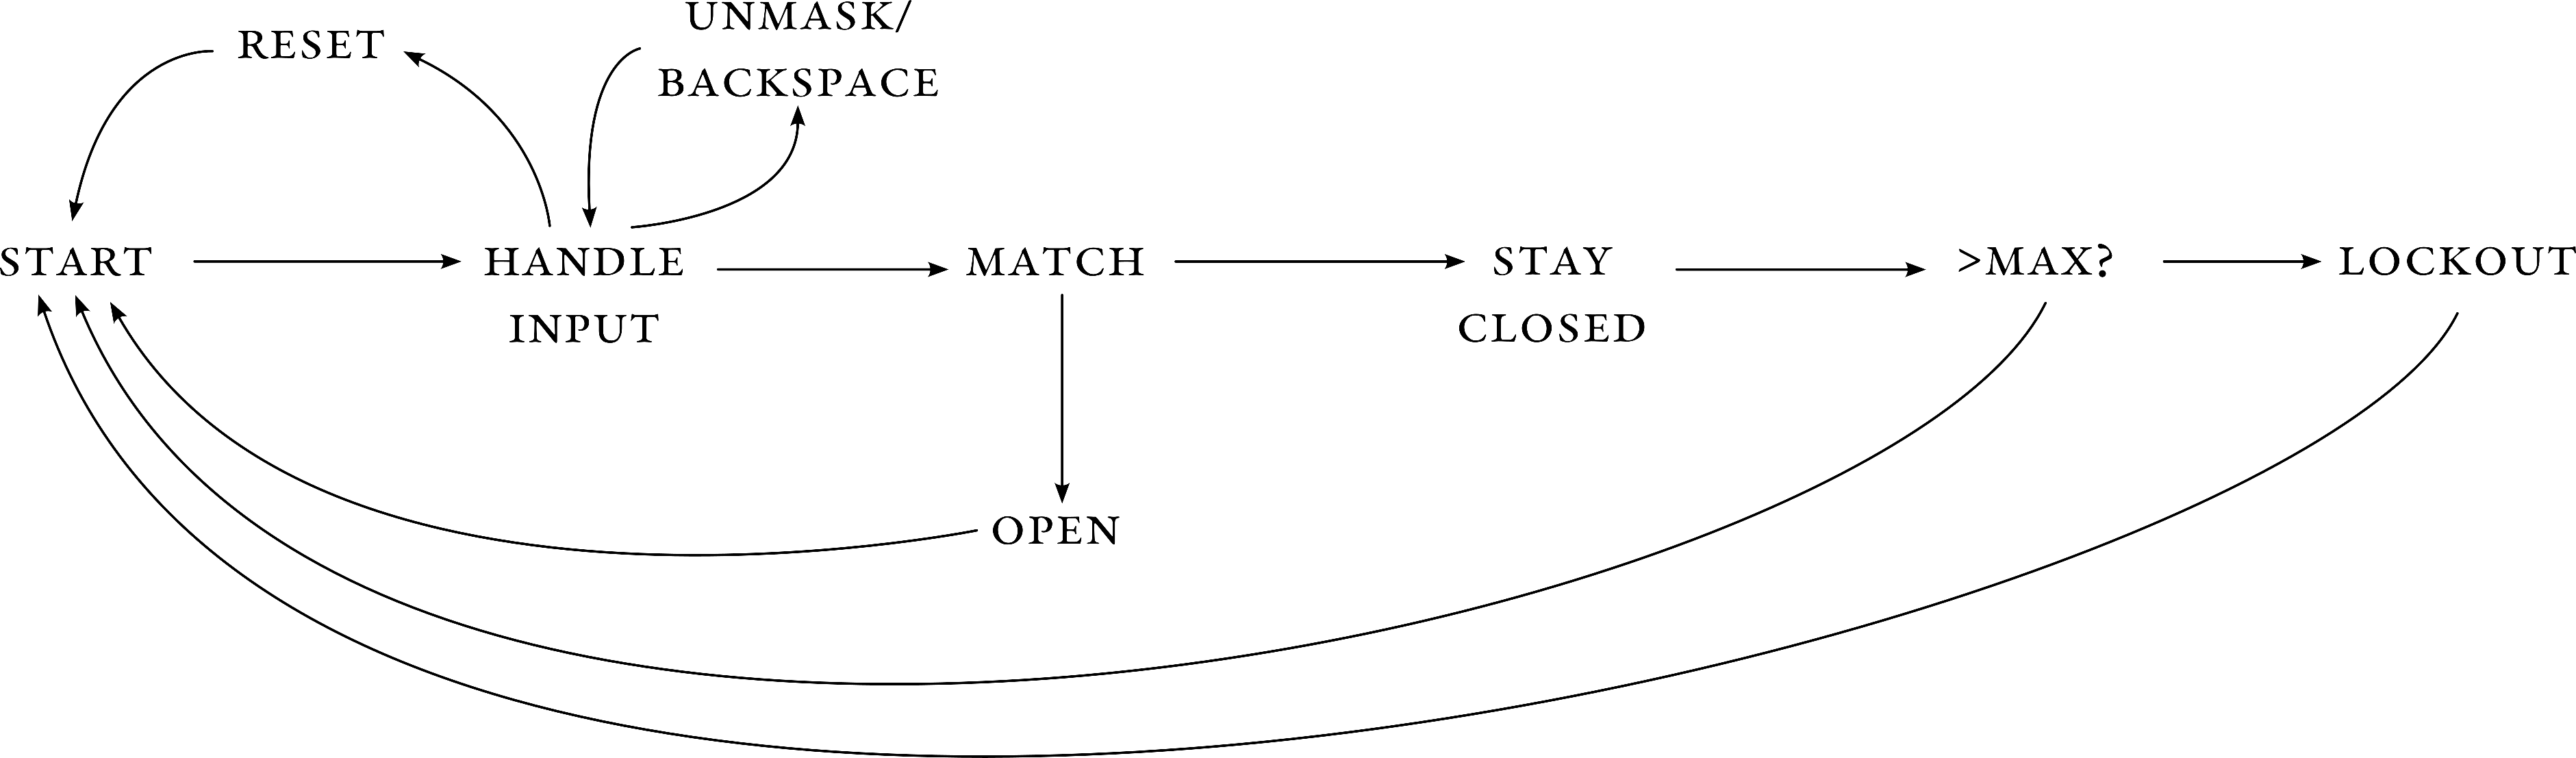 RESET
UNMASK/
BACKSPACE
START
HANDLE
INPUT
MATCH
STAY
CLOSED
>MAX?
LOCKOUT
OPEN